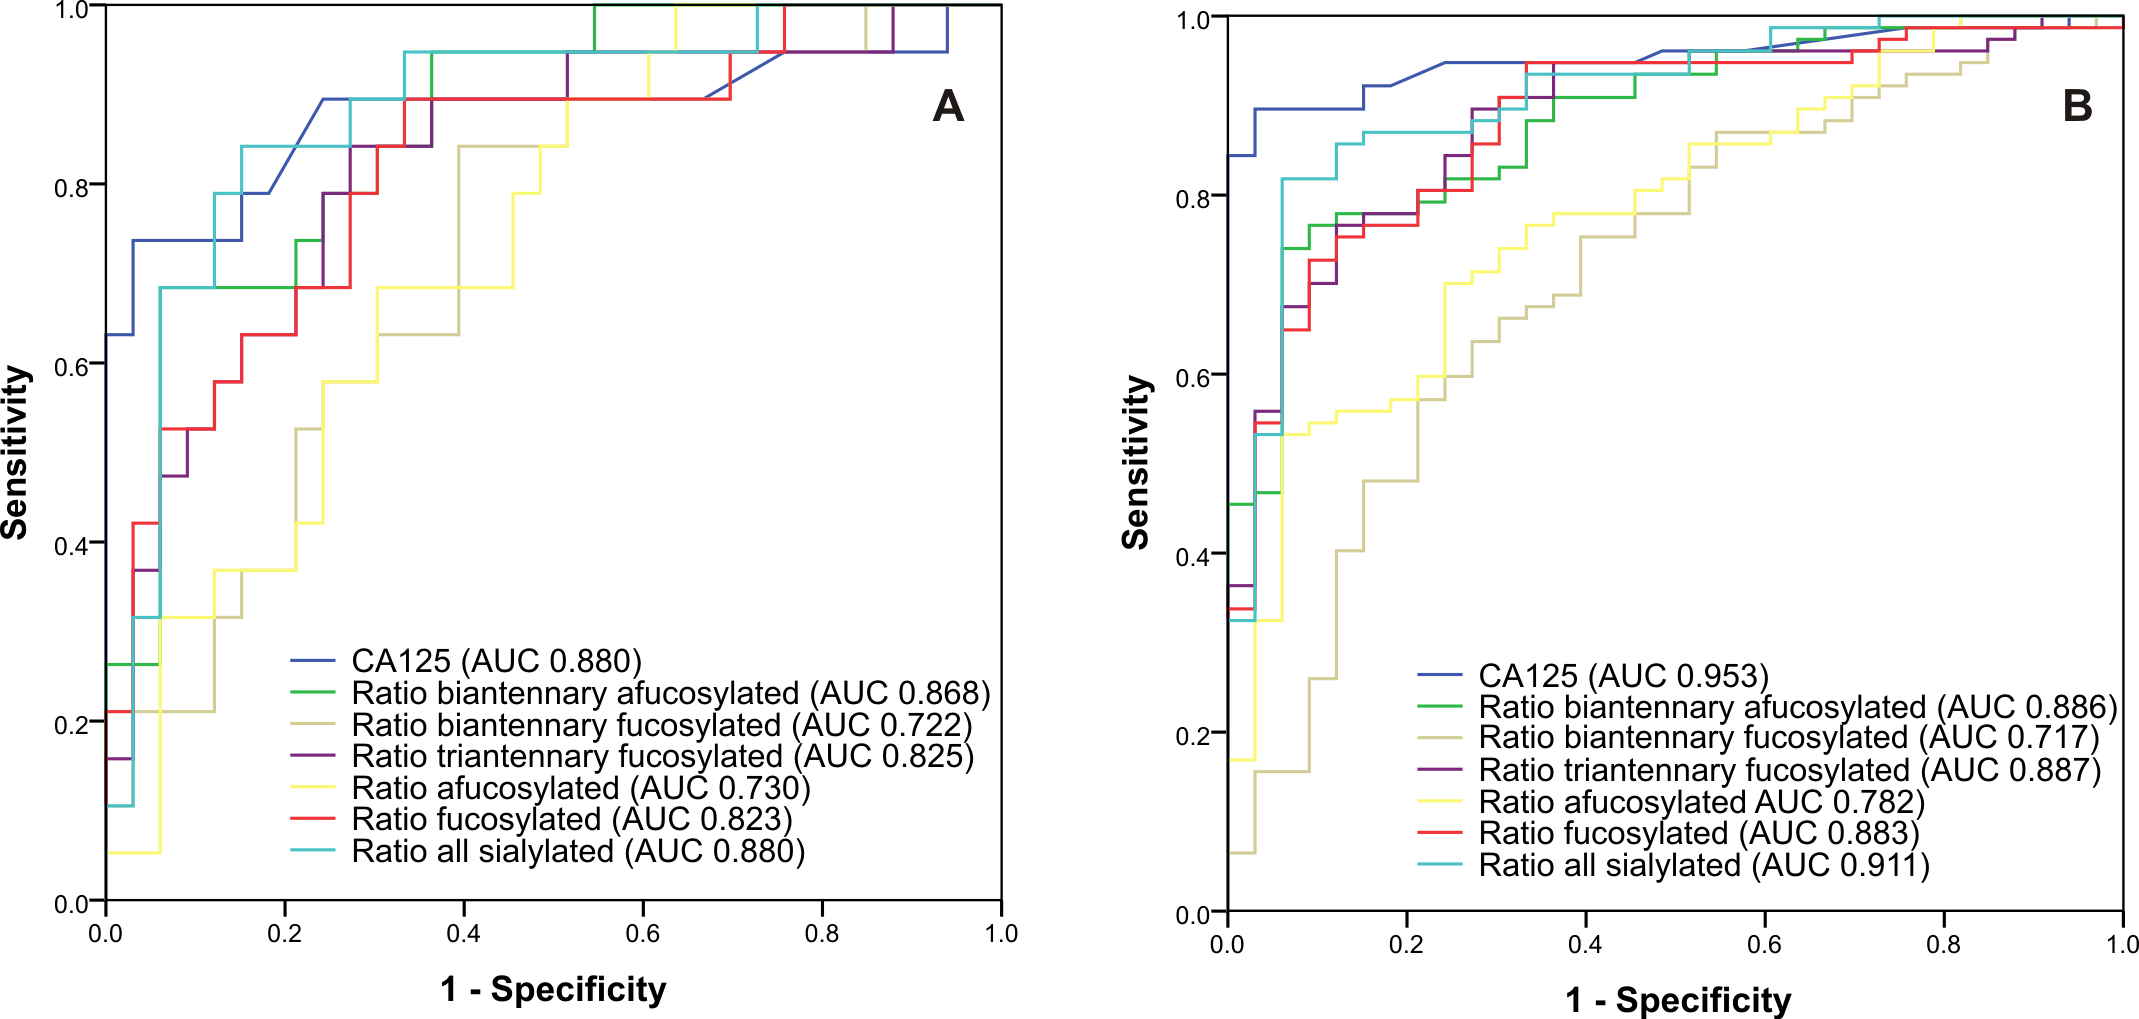 1.0
0.8
0.6
0.4
0.2
0.0
Sensitivity
A
CA125 (AUC 0.880)
Ratio biantennary afucosylated (AUC 0.868)
Ratio biantennary fucosylated (AUC 0.722)
Ratio triantennary fucosylated (AUC 0.825)
Ratio afucosylated (AUC 0.730)
Ratio fucosylated (AUC 0.823)
Ratio all sialylated (AUC 0.880)
0.0 0.2 0.4 0.6 0.8 1.0
1 - Specificity
1.0
0.8
0.6
0.4
0.2
0.0
Sensitivity
B
CA125 (AUC 0.953)
Ratio biantennary afucosylated (AUC 0.886)
Ratio biantennary fucosylated (AUC 0.717)
Ratio triantennary fucosylated (AUC 0.887)
Ratio afucosylated AUC 0.782)
Ratio fucosylated (AUC 0.883)
Ratio all sialylated (AUC 0.911)
0.0 0.2 0.4 0.6 0.8 1.0
1 - Specificity